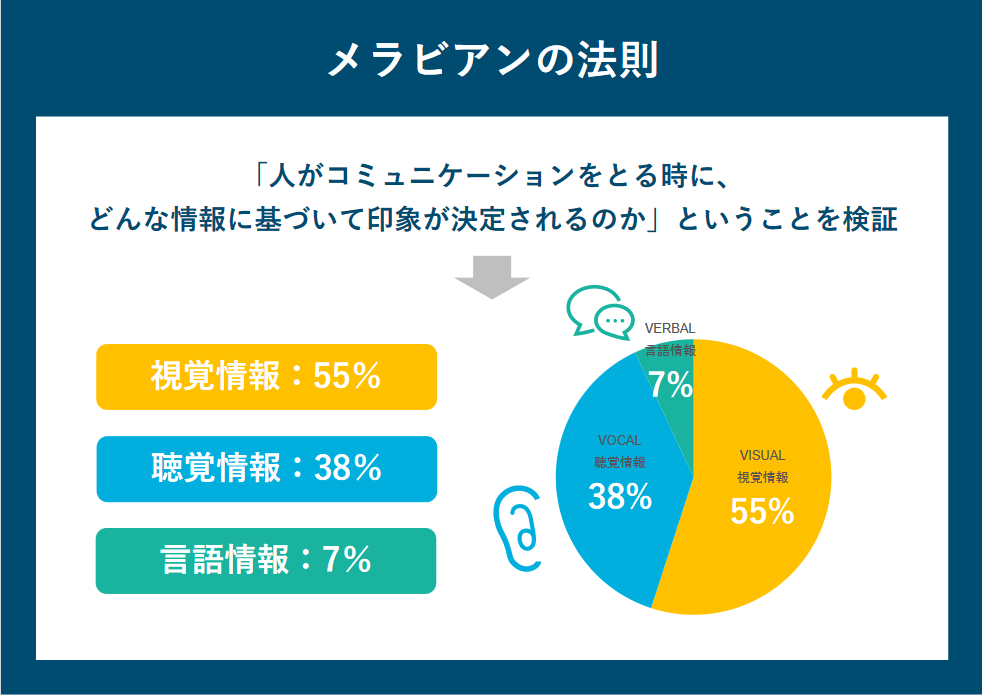 メラビアンの法則
「人がコミュニケーションをとる時に、
どんな情報に基づいて印象が決定されるのか」ということを検証
視覚情報：55%
聴覚情報：38%
言語情報：7%
VERBAL
言語情報
7%
VOCAL
聴覚情報
38%
VISUAL
視覚情報
55%